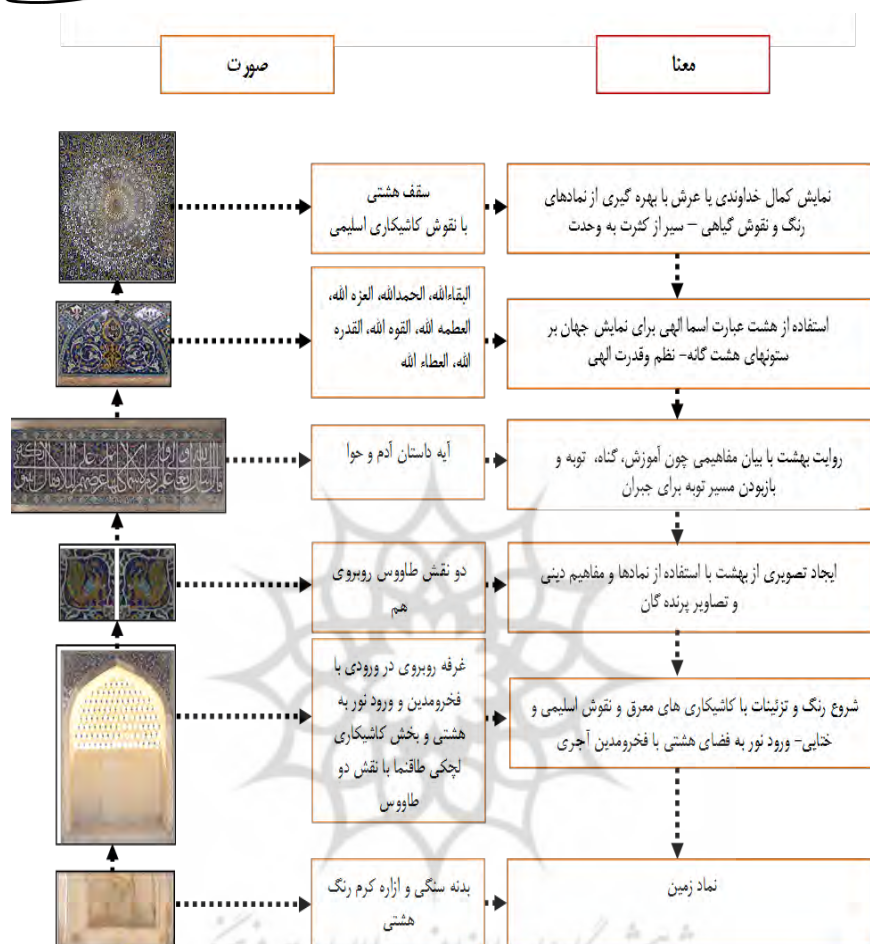 معنا
صورت
نمایش کمال خداوندی یا عرش با بهره گیری از نمادهای
رنگ و نقوش گیاهی – سیر از کثرت به وحدت
سقف هشتی
با نقوش کاشیکاری اسلیمی
استفاده از هشت عبارت اسما الهی برای نمایش جهان بر
ستونهای هشت گانه- نظم وقدرت الهی
البقاءالله، الحمدالله، العزه الله،
العظمه الله، القوه الله، القدره
الله، العطاء الله
روایت بهشت با بیان مفاهیمی چون آموزش، گناه، توبه و
بازبودن مسیر توبه برای جبران
آیه داستان آدم و حوا
ایجاد تصویری از بهشت با استفاده از نمادها و مفاهیم دینی
و تصاویر پرنده گان
دو نقش طاووس روبروی
هم
شروع رنگ و تزئینات با کاشیکاری های معرق و نقوش اسلیمی و
ختایی- ورود نور به فضای هشتی با فخرومدین آجری
غرفه روبروی در ورودی با
فخرومدین و ورود نور به
هشتی و بخش کاشیکاری
لچکی طاقنما با نقش دو
طاووس
نماد زمین
بدنه سنگی و ازاره کرم رنگ
هشتی